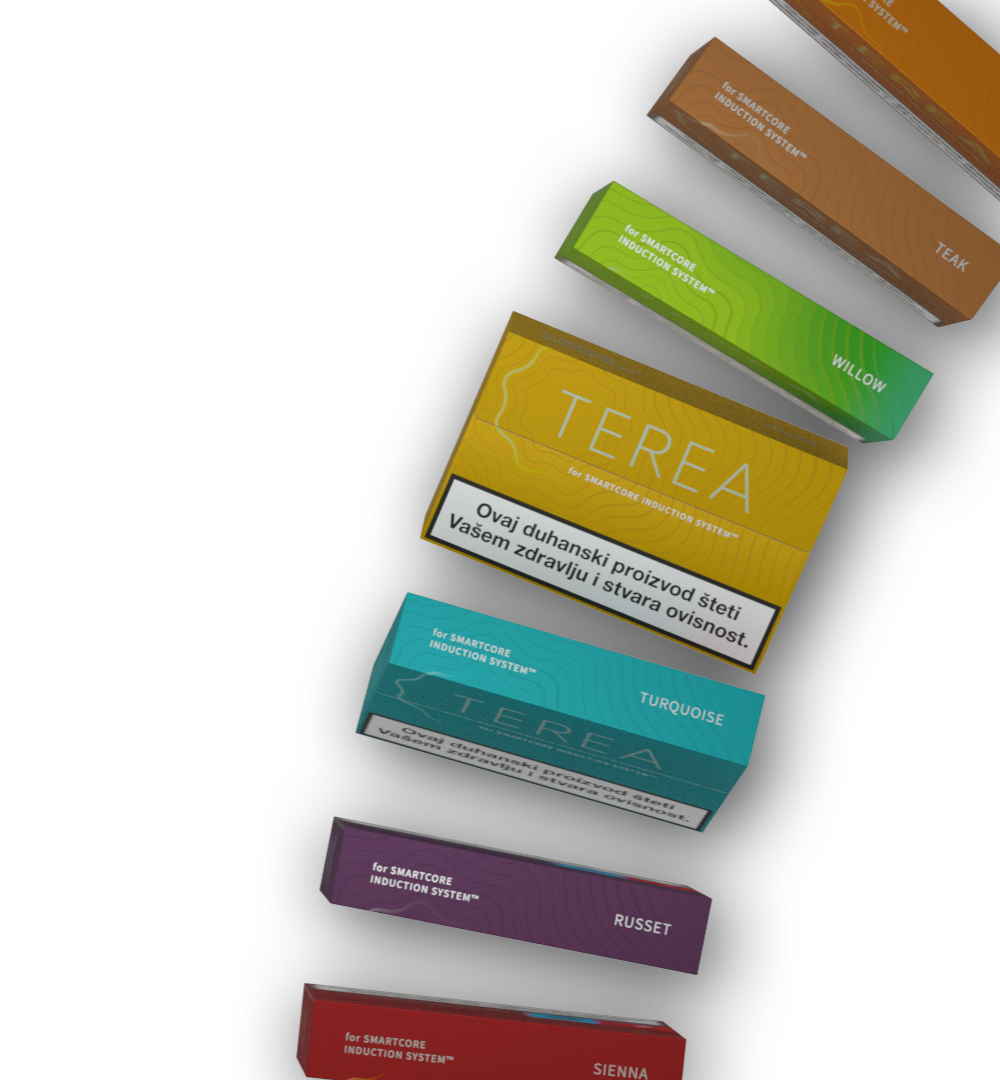 SYSTEM™
TEREA
for SMARTCORE
INDUCTION SYSTEM™
TEAK
for SMARTCORE
INDUCTION SYSTEM™
WILLOW
TEREA
for SMARTCORE INDUCTION SYSTEM™
Ovaj duhanski proizvod šteti
Vašem zdravlju i stvara ovisnost.
for SMARTCORE
INDUCTION SYSTEM™
TURQUOISE
TEREA
for SMARTCORE INDUCTION SYSTEM™
Ovaj duhanski proizvod šteti
Vašem zdravlju i stvara ovisnost.
for SMARTCORE
INDUCTION SYSTEM™
RUSSET
for SMARTCORE
INDUCTION SYSTEM™
SIENNA